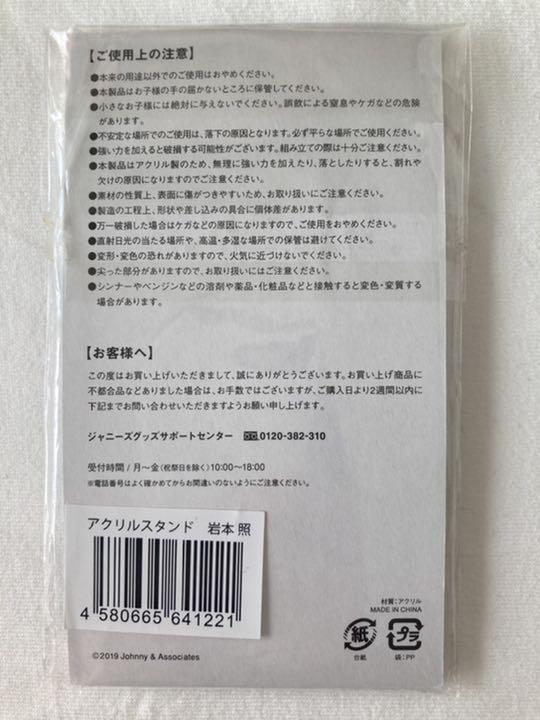 【ご使用上の注意】
●本来の用途以外でのご使用はおやめください。
●本製品はお子様の手の届かないところに保管してください。
●小さなお子様には絶対に与えないでください。誤飲による窒息やケガなどの危険
があります。
●不安定な場所でのご使用は、落下の原因となります。必ず平らな場所でご使用ください。
●強い力を加えると破損する可能性がございます。組み立ての際は十分ご注意ください。
●本製品はアクリル製のため、無理に強い力を加えたり、落としたりすると、割れや
欠けの原因になりますのでご注意ください。
●素材の性質上、表面に傷がつきやすいため、お取り扱いにご注意ください。
●製造の工程上、形状や差し込みの具合に個体差があります。
●万一破損した場合はケガなどの原因になりますので、ご使用をおやめください。
●直射日光の当たる場所や、高温・多湿な場所での保管は避けてください。
●変形・変色の恐れがありますので、火気に近づけないでください。
●尖った部分がありますので、お取り扱いにはご注意ください。
●シンナーやベンジンなどの溶剤や薬品・化粧品などと接触すると変色・変質する
場合があります。
【お客様へ】
この度はお買い上げいただきまして、誠にありがとうございます。お買い上げ商品に
不都合品などありました場合は、お手数ではございますが、ご購入日より2週間以内に
下記までお問い合わせいただきますようお願い申し上げます。
ジャニーズグッズサポートセンター 0120-382-310
受付時間/月〜金(祝祭日を除く)10:00〜18:00
※電話番号はよく確かめてからお間違いのないようにご注意ください。
アクリルスタンド 岩本 照
4 580665 641221
©2019 Johnny & Associates
材質:アクリル
MADE IN CHINA
紙 プラ
台紙 袋:PP